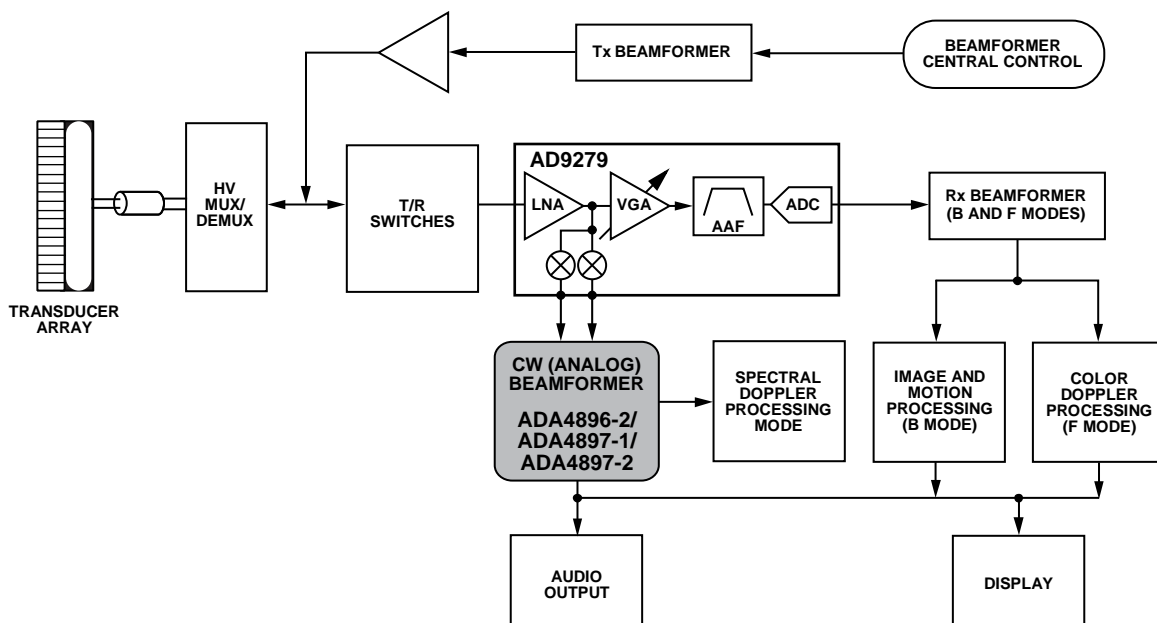 Tx BEAMFORMER
BEAMFORMER
CENTRAL CONTROL
HV
MUX/
DEMUX
T/R
SWITCHES
AD9279
LNA
VGA
AAF
ADC
Rx BEAMFORMER
(B AND F MODES)
TRANSDUCER
ARRAY
CW (ANALOG)
BEAMFORMER
ADA4896-2/
ADA4897-1/
ADA4897-2
SPECTRAL
DOPPLER
PROCESSING
MODE
IMAGE AND
MOTION
PROCESSING
(B MODE)
COLOR
DOPPLER
PROCESSING
(F MODE)
AUDIO
OUTPUT
DISPLAY